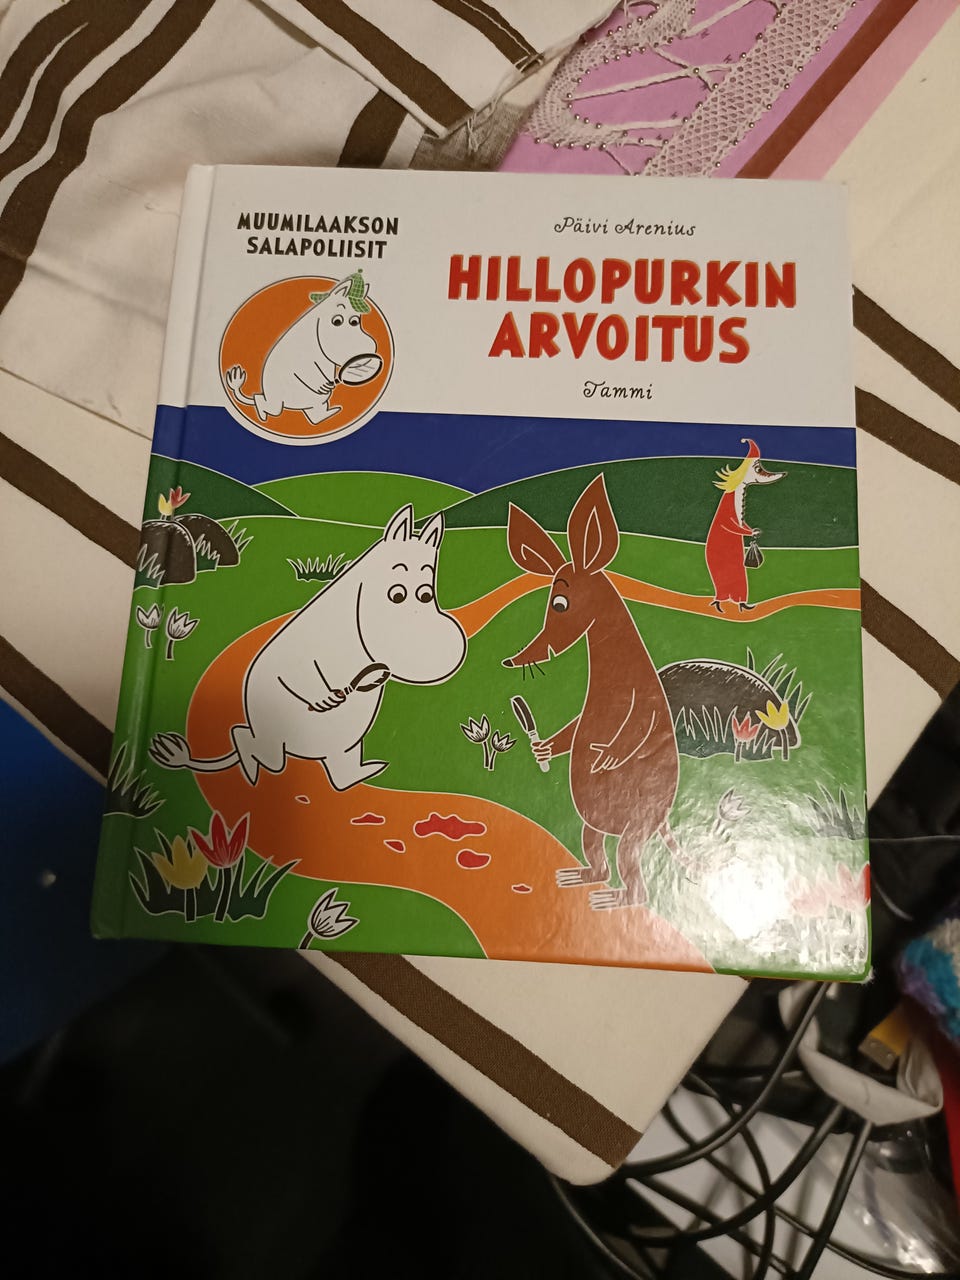 MUUMILAAKSON
SALAPOLIISIT
Päivi Arenius
HILLOPURKIN
ARVOITUS
Tammi